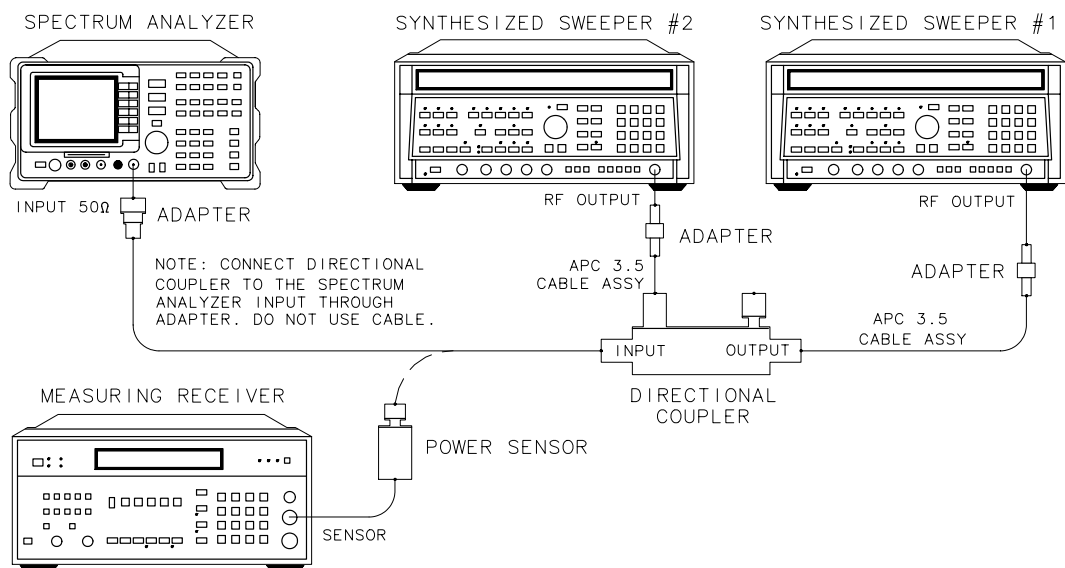 SPECTRUM ANALYZER
SYNTHESIZED SWEEPER #2
SYNTHESIZED SWEEPER #1
INPUT 50Ω
ADAPTER
RF OUTPUT
RF OUTPUT
ADAPTER
ADAPTER
NOTE: CONNECT DIRECTIONAL
COUPLER TO THE SPECTRUM
ANALYZER INPUT THROUGH
ADAPTER. DO NOT USE CABLE.
APC 3.5
CABLE ASSY
APC 3.5
CABLE ASSY
INPUT
OUTPUT
DIRECTIONAL
COUPLER
MEASURING RECEIVER
POWER SENSOR
SENSOR